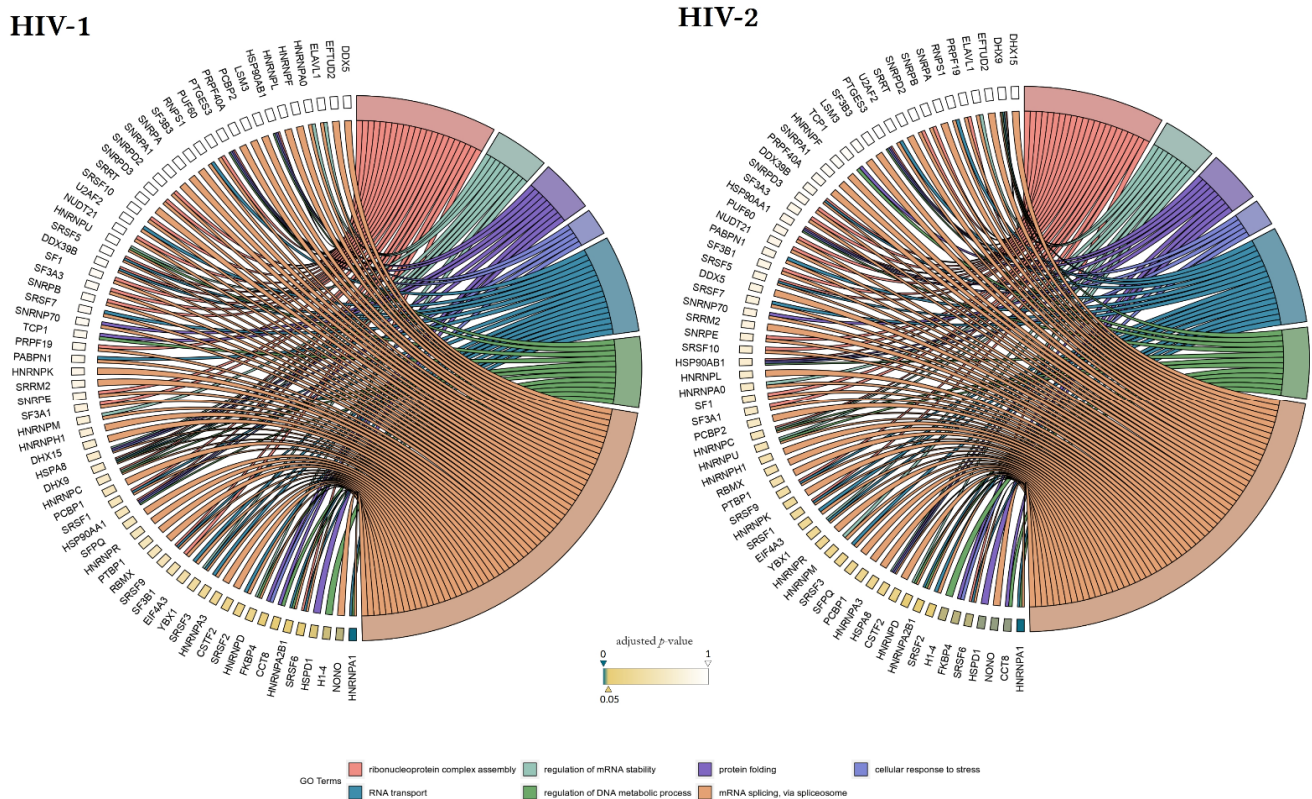 HIV-1
HIV-2
DDX5
EFTUD2
ELAVL1
HNRNPA0
HNRNPF
HNRNPL
HSP90AB1
LSM3
PCBP2
PRPF40A
PTGES3
PUF60
RNPS1
SF3B3
SNRPA
SNRPA1
SNRPD2
SNRPD3
SRRT
SRSF10
U2AF2
NUDT21
HNRNPU
SRSF5
DDX39B
SF1
SF3A3
SNRPB
SRSF7
SNRNP70
TCP1
PRPF19
PABPN1
HNRNPK
SRRM2
SNRPE
SF3A1
HNRNPM
HNRNPH1
DHX15
HSPA8
DHX9
HNRNPC
PCBP1
SRSF1
HSP90AA1
SFPQ
HNRNPR
PTBP1
RBMX
SRSF9
SF3B1
EIF4A3
YBX1
SRSF3
HNRNPA3
CSTF2
SRSF2
HNRNPD
FKBP4
CCT8
HNRNPA2B1
SRSF6
HSPD1
H1-4
NONO
HNRNPA1
DHX15
DHX9
EFTUD2
ELAVL1
PRPF19
RNPS1
SNRPA
SNRPB
SNRPD2
SRRT
U2AF2
PTGES3
SF3B3
LSM3
TCP1
HNRNPF
SNRPA1
PRPF40A
DDX39B
SNRPD3
SF3A3
HSP90AA1
PUF60
NUDT21
PABPN1
SF3B1
SRSF5
DDX5
SRSF7
SNRNP70
SRRM2
SNRPE
SRSF10
HSP90AB1
HNRNPL
HNRNPA0
SF1
SF3A1
PCBP2
HNRNPC
HNRNPU
HNRNPH1
RBMX
PTBP1
SRSF9
HNRNPK
SRSF1
EIF4A3
YBX1
HNRNPR
HNRNPM
SRSF3
SFPQ
PCBP1
HNRNPA3
HSPA8
CSTF2
HNRNPD
HNRNPA2B1
SRSF2
H1-4
FKBP4
SRSF6
HSPD1
NONO
CCT8
HNRNPA1
adjusted p-value
0 1
0.05
GO Terms
ribonucleoprotein complex assembly regulation of mRNA stability protein folding cellular response to stress
RNA transport regulation of DNA metabolic process mRNA splicing, via spliceosome